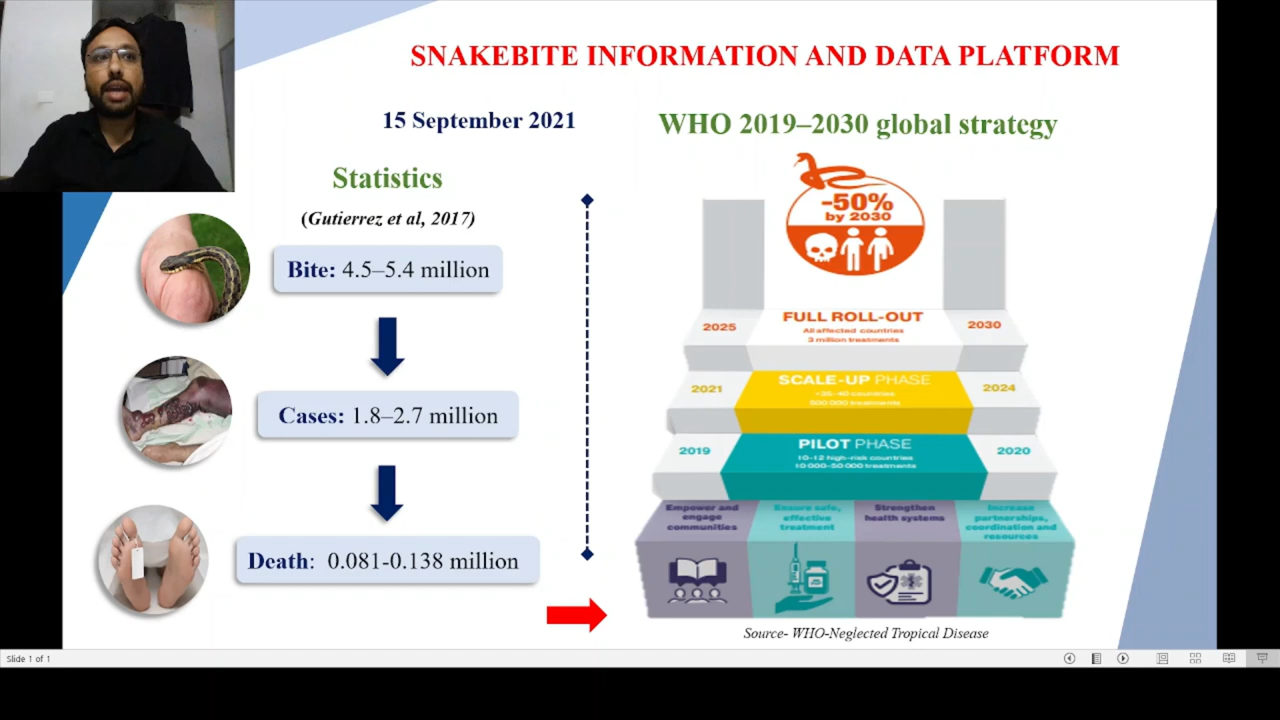 SNAKEBITE INFORMATION AND DATA PLATFORM
15 September 2021
Statistics
(Gutierrez et al, 2017)
Bite: 4.5–5.4 million
Cases: 1.8–2.7 million
Death: 0.081-0.138 million
WHO 2019–2030 global strategy
-50%
by 2030
2025
FULL ROLL-OUT
All affected countries
3 million treatments
2030
2021
SCALE-UP PHASE
500 000 treatments
2024
2019
PILOT PHASE
10-12 high-risk countries
10 000-50 000 treatments
2020
Empower and
engage
communities
Ensure safe,
effective
treatment
Strengthen
health systems
Increase
partnerships,
coordination and
resources
Source- WHO-Neglected Tropical Disease
Slide 1 of 1